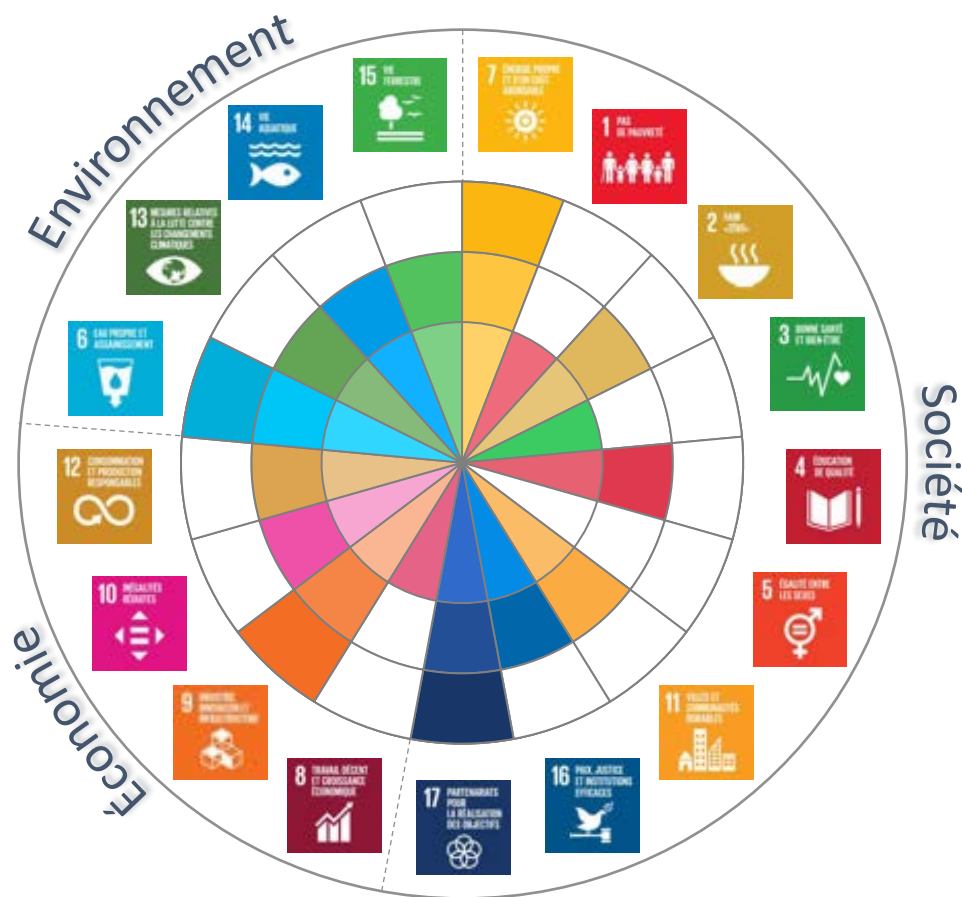 Environnement
Société
Économie
7 ÉNERGIE PROPRE
ET D'UN COÛT
ABORDABLE
1 PAS
DE PAUVRETÉ
2 FAIM
«ZÉRO»
3 BONNE SANTÉ
ET BIEN-ÊTRE
4 ÉDUCATION
DE QUALITÉ
5 ÉGALITÉ ENTRE
LES SEXES
11 VILLES ET
COMMUNAUTÉS
DURABLES
16 PAIX, JUSTICE
ET INSTITUTIONS
EFFICACES
17 PARTENARIATS
POUR
LA RÉALISATION
DES OBJECTIFS
8 TRAVAIL DÉCENT
ET CROISSANCE
ÉCONOMIQUE
9 INDUSTRIE,
INNOVATION ET
INFRASTRUCTURE
10 INÉGALITÉS
RÉDUITES
12 CONSOMMATION
ET PRODUCTION
RESPONSABLES
6 EAU PROPRE ET
ASSAINISSEMENT
13 MESURES RELATIVES
À LA LUTTE CONTRE
LES CHANGEMENTS
CLIMATIQUES
14 VIE
AQUATIQUE
15 VIE
TERRESTRE